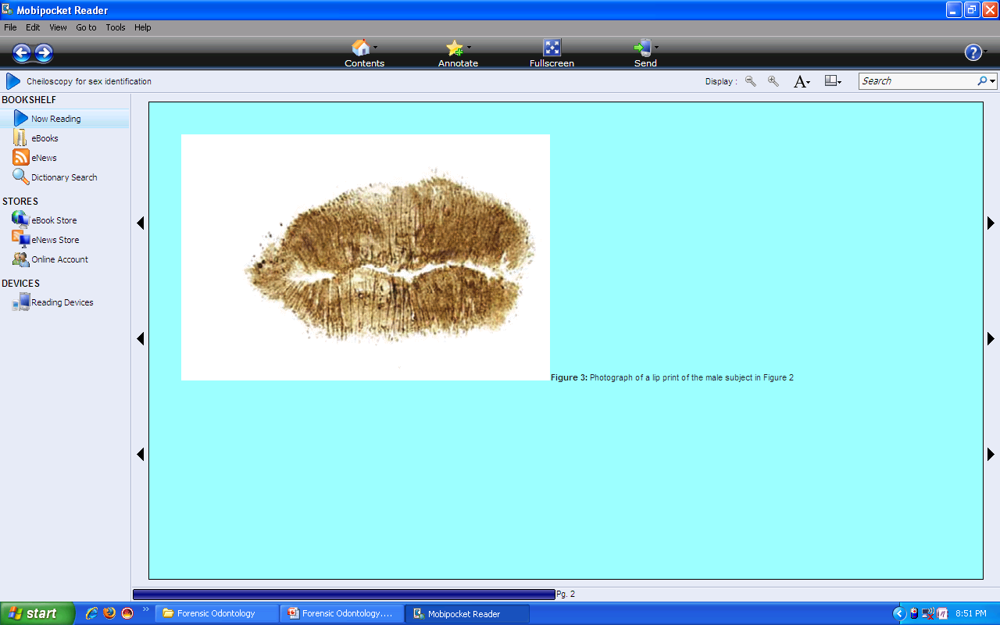 Mobipocket Reader
File Edit View Go to Tools Help
Contents Annotate Fullscreen Send
Cheiloscopy for sex identification
Display :
Search
BOOKSHELF
Now Reading
eBooks
eNews
Dictionary Search
STORES
eBook Store
eNews Store
Online Account
DEVICES
Reading Devices
Figure 3: Photograph of a lip print of the male subject in Figure 2
Pg. 2
start
Forensic Odontology
Forensic Odontology....
Mobipocket Reader
8:51 PM